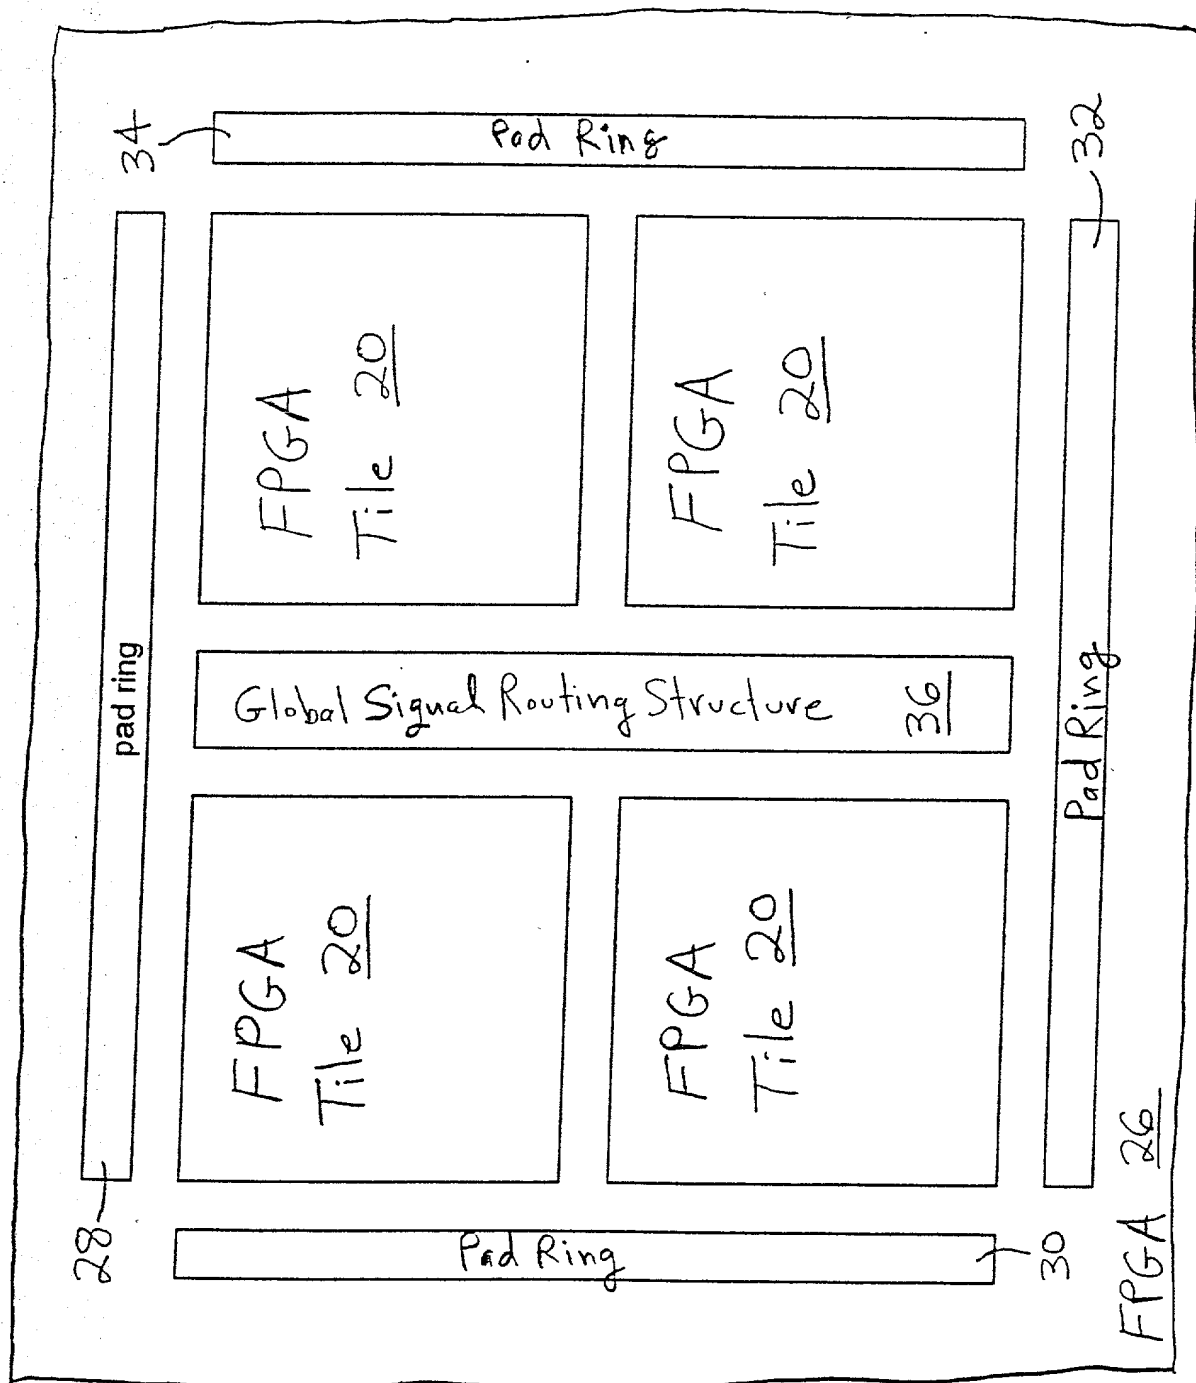 34
Pad Ring
32
pad ring
FPGA
Tile 20
FPGA
Tile 20
Global Signal Routing Structure 36
Pad Ring
FPGA
Tile 20
FPGA
Tile 20
28
Pad Ring
30
FPGA 26